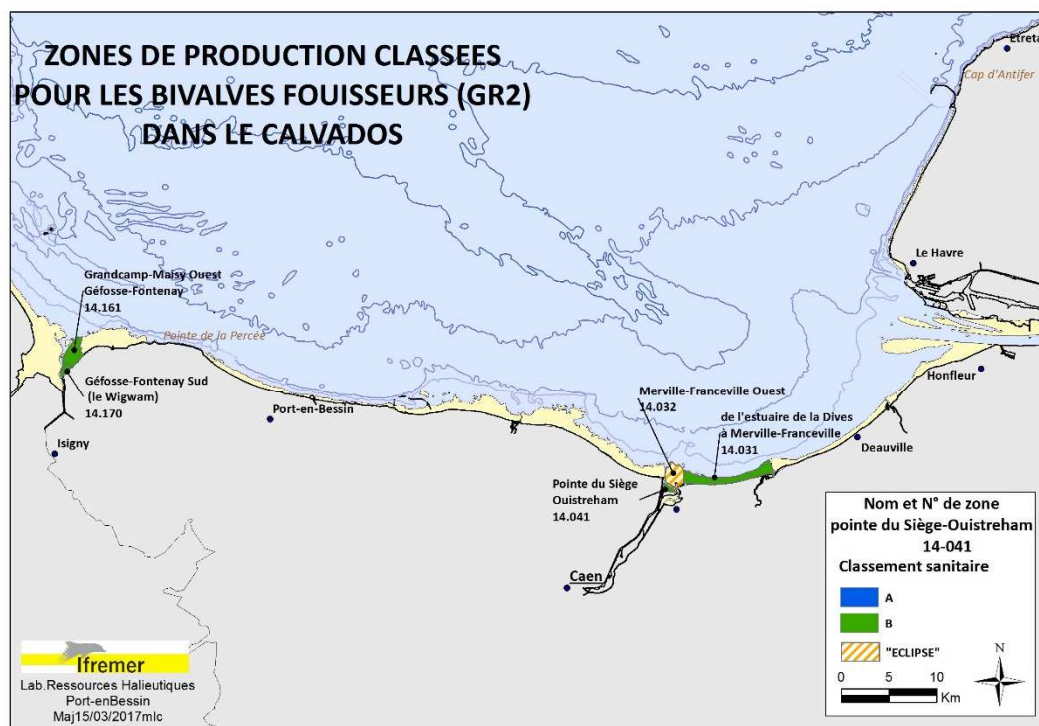 ZONES DE PRODUCTION CLASSEES
POUR LES BIVALVES FOUISSEURS (GR2)
DANS LE CALVADOS
Etreta
Cap d'Antifer
Le Havre
Grandcamp-Maisy Ouest
Géfosse-Fontenay
14.161
Pointe de la Percée
Géfosse-Fontenay Sud
(le Wigwam)
14.170
Port-en-Bessin
Isigny
Merville-Franceville Ouest
14.032
de l'estuaire de la Dives
à Merville-Franceville
14.031
Honfleur
Deauville
Pointe du Siège
Ouistreham
14.041
Caen
Nom et N° de zone
pointe du Siège-Ouistreham
14-041
Classement sanitaire
A
B
"ECLIPSE"
0 5 10
Km
N
Ifremer
Lab.Ressources Halieutiques
Port-enBessin
Maj15/03/2017mlc